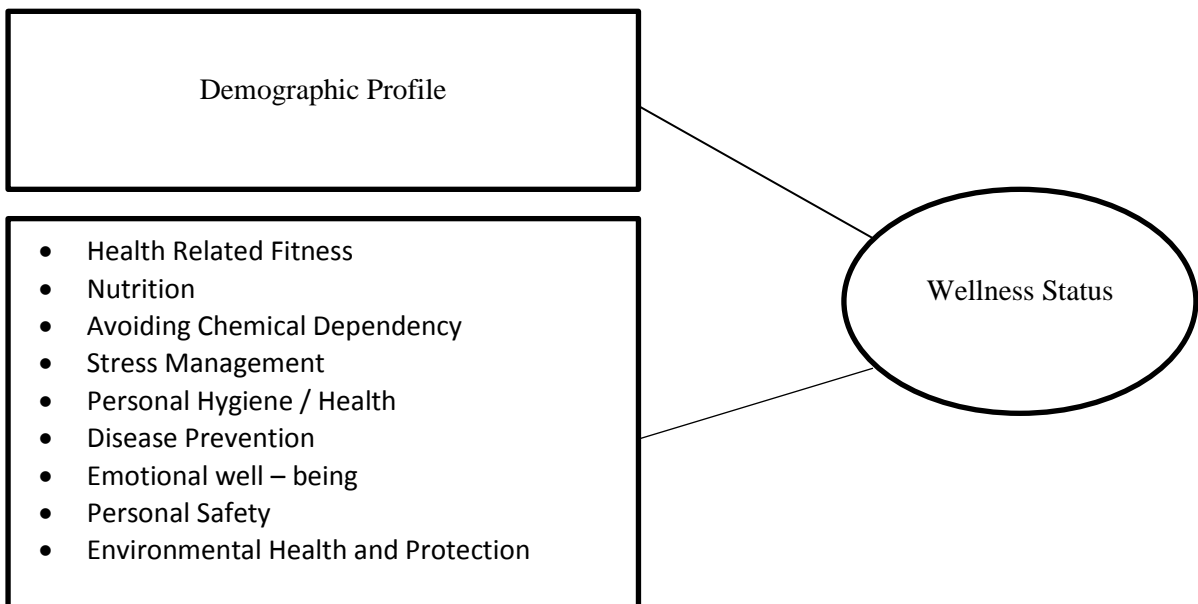 Demographic Profile
• Health Related Fitness
• Nutrition
• Avoiding Chemical Dependency
• Stress Management
• Personal Hygiene / Health
• Disease Prevention
• Emotional well – being
• Personal Safety
• Environmental Health and Protection
Wellness Status